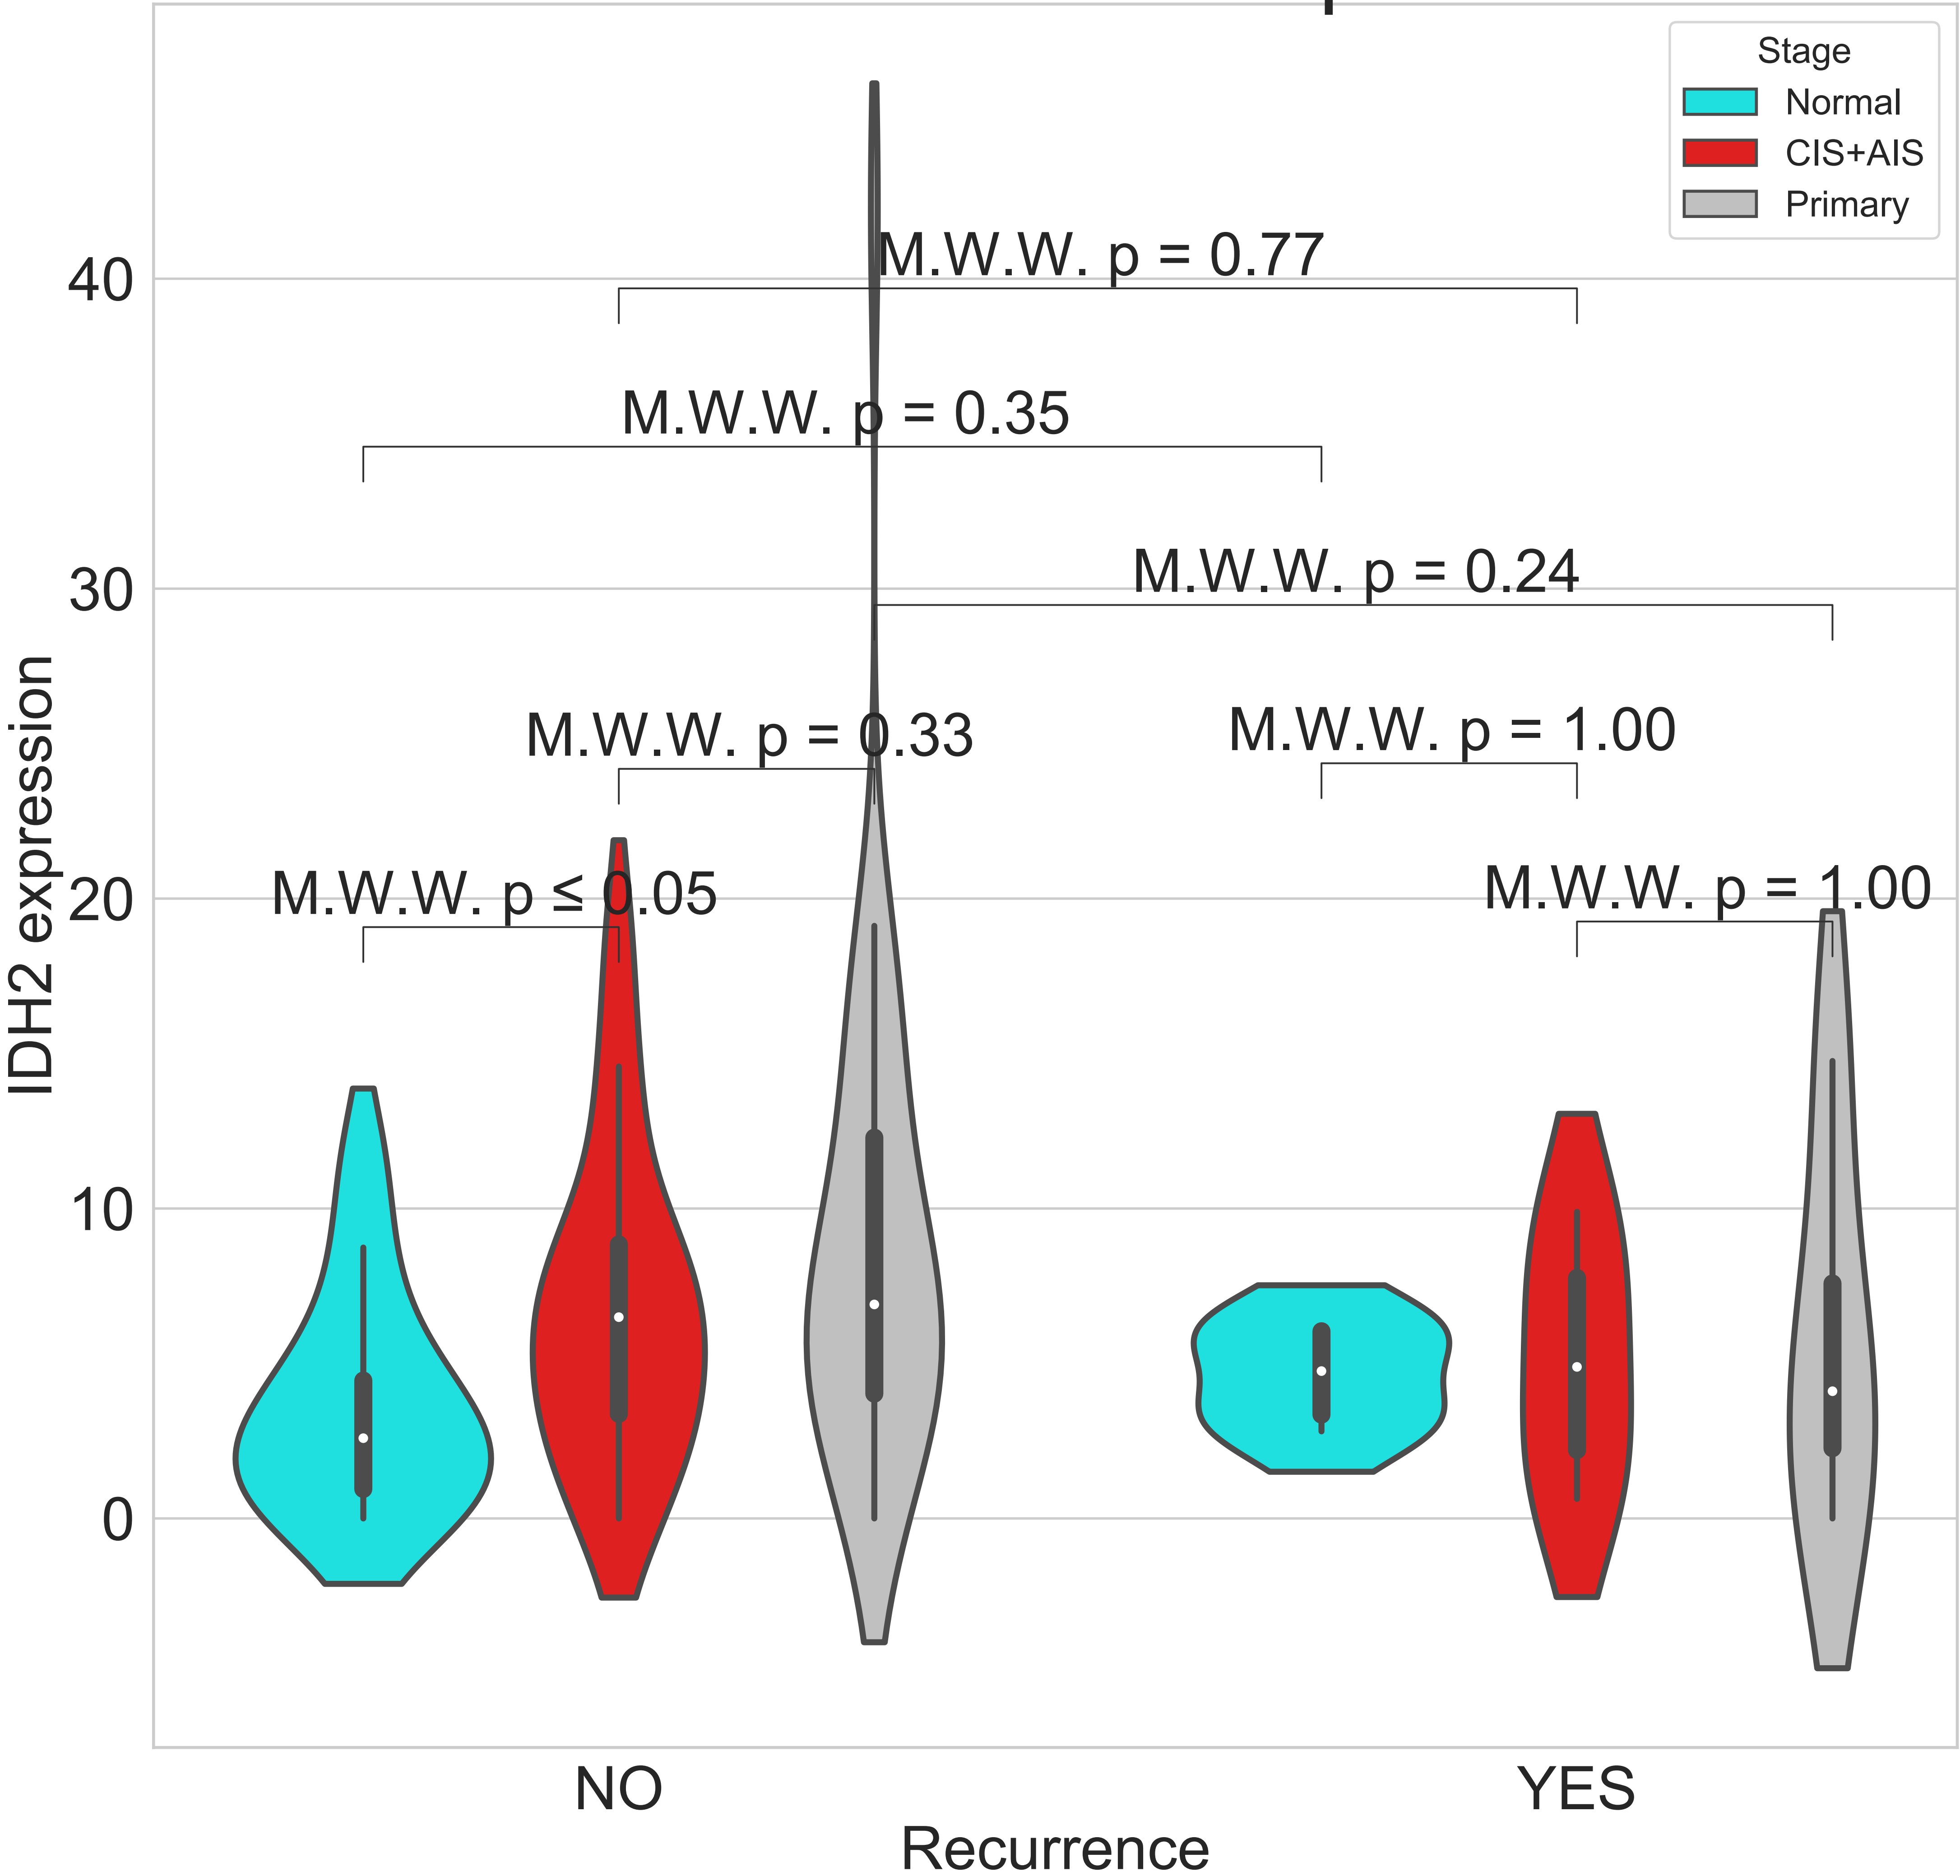 Stage
Normal
CIS+AIS
Primary
M.W.W. p = 0.77
40
M.W.W. p = 0.35
M.W.W. p = 0.24
30
M.W.W. p = 0.33
M.W.W. p = 1.00
M.W.W. p ≤ 0.05
M.W.W. p = 1.00
20
IDH2 expression
10
0
NO
YES
Recurrence